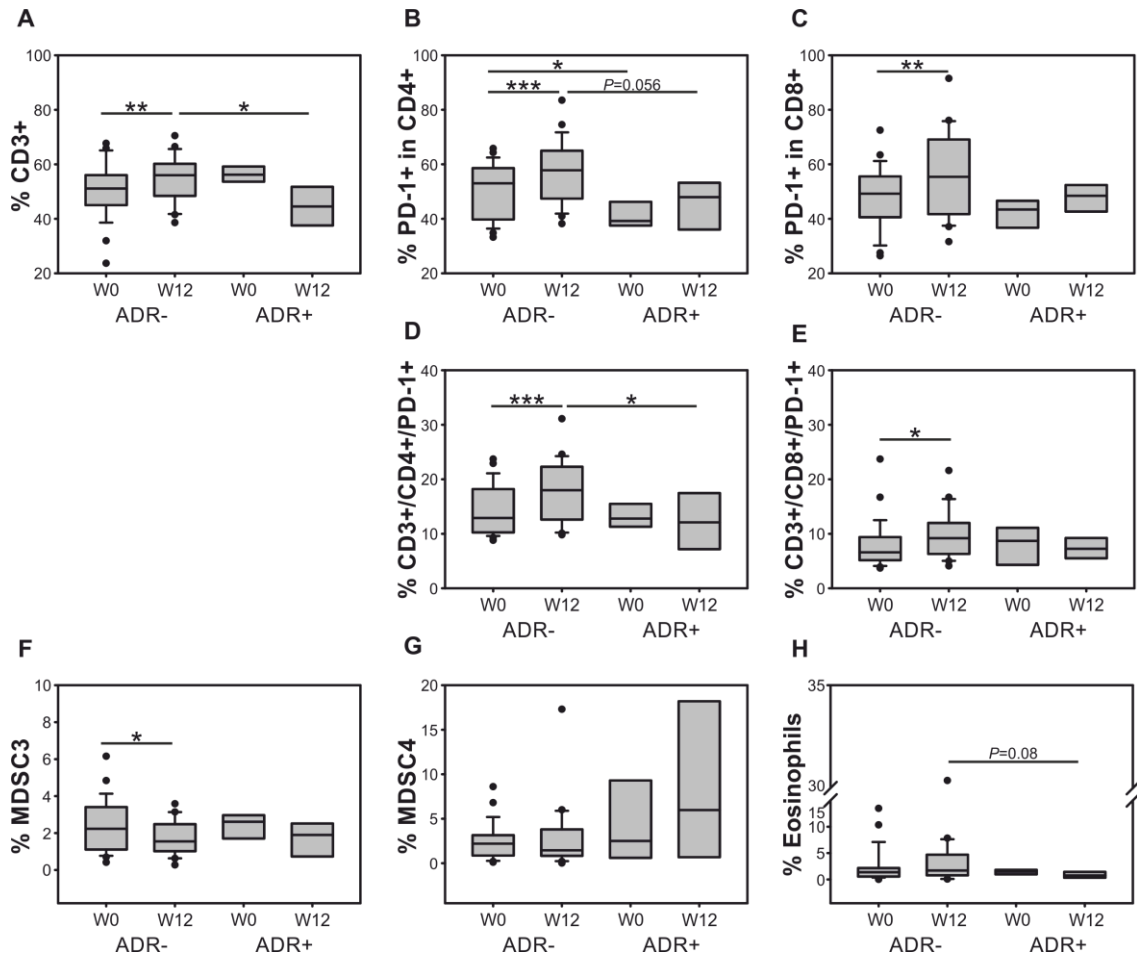 A
% CD3+
100
80
60
40
20
**
*
W0 W12 W0 W12
ADR- ADR+
B
% PD-1+ in CD4+
100
80
60
40
20
*
***
P=0.056
W0 W12 W0 W12
ADR- ADR+
C
% PD-1+ in CD8+
100
80
60
40
20
**
W0 W12 W0 W12
ADR- ADR+
D
% CD3+/CD4+/PD-1+
40
30
20
10
0
***
*
W0 W12 W0 W12
ADR- ADR+
E
% CD3+/CD8+/PD-1+
40
30
20
10
0
*
W0 W12 W0 W12
ADR- ADR+
F
% MDSC3
10
8
6
4
2
0
*
W0 W12 W0 W12
ADR- ADR+
G
% MDSC4
20
15
10
5
0
W0 W12 W0 W12
ADR- ADR+
H
% Eosinophils
35
30
15
10
5
0
P=0.08
W0 W12 W0 W12
ADR- ADR+